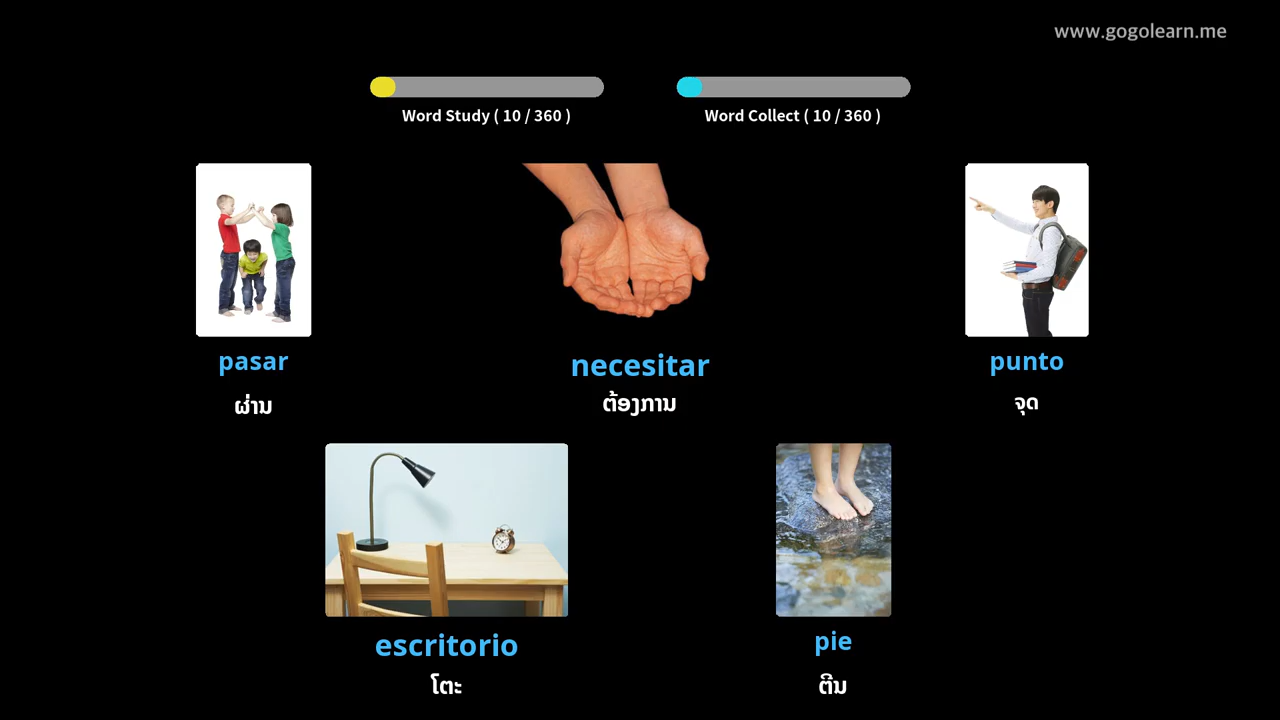 www.gogolearn.me
Word Study ( 10 / 360 )
Word Collect ( 10 / 360 )
pasar
ຜ່ານ
necesitar
ຕ້ອງການ
punto
ຈຸດ
escritorio
ໂຕະ
pie
ຕີນ